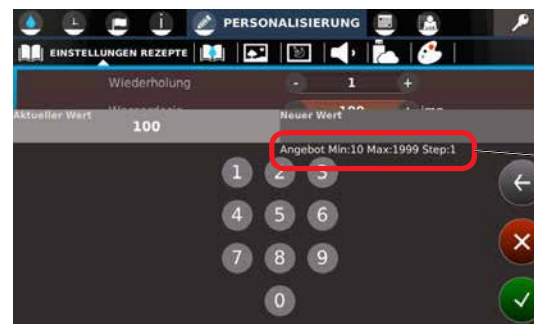 PERSONALISIERUNG
EINSTELLUNGEN REZEPTE
Wiederholung - 1 +
100 +
Aktueller Wert
100
Neuer Wert
Angebot Min:10 Max:1999 Step:1
1 2 3
4 5 6
7 8 9
0